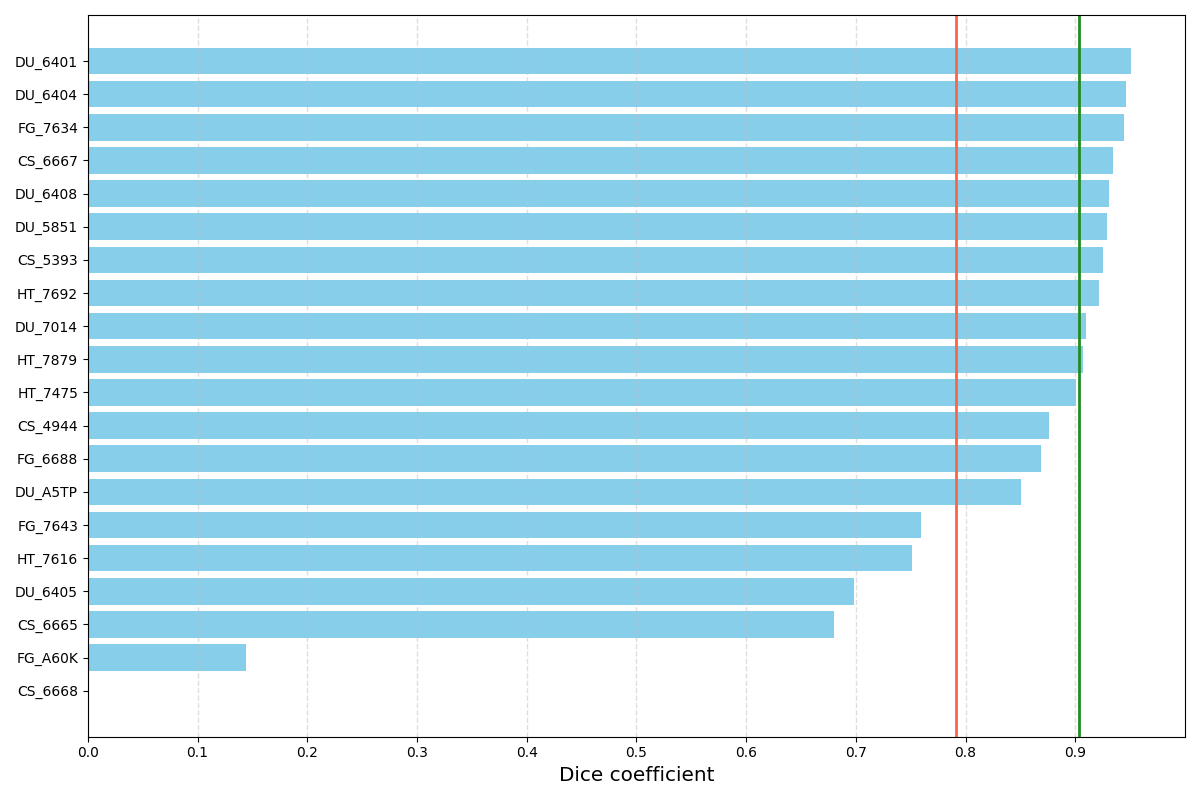 DU_6401
DU_6404
FG_7634
CS_6667
DU_6408
DU_5851
CS_5393
HT_7692
DU_7014
HT_7879
HT_7475
CS_4944
FG_6688
DU_A5TP
FG_7643
HT_7616
DU_6405
CS_6665
FG_A60K
CS_6668
0.0 0.1 0.2 0.3 0.4 0.5 0.6 0.7 0.8 0.9
Dice coefficient